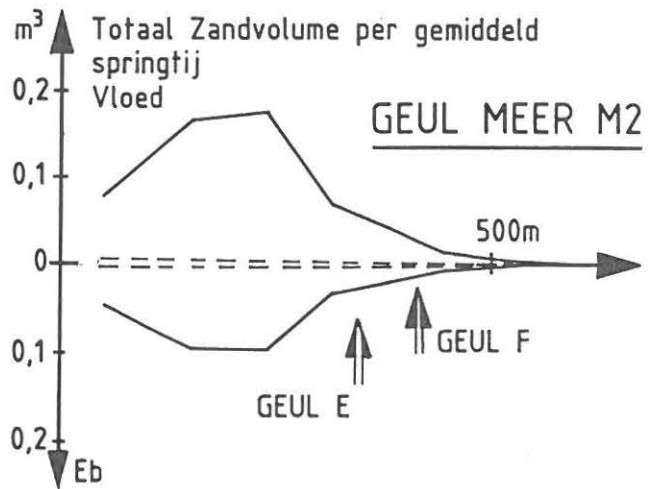 m³
Totaal Zandvolume per gemiddeld
springtij
Vloed
0,2
GEUL MEER M2
0,1
500m
0
0,1
GEUL F
GEUL E
0,2
Eb